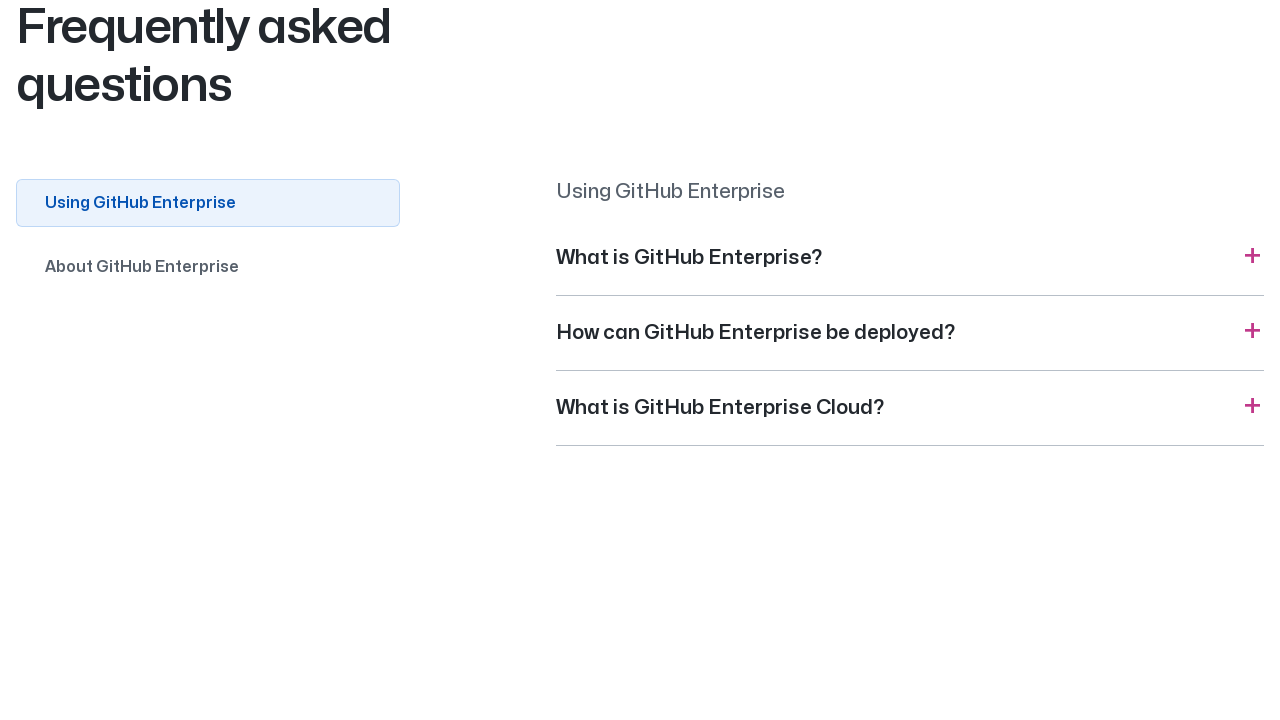 Frequently asked
questions
Using GitHub Enterprise
About GitHub Enterprise
Using GitHub Enterprise
What is GitHub Enterprise?
How can GitHub Enterprise be deployed?
What is GitHub Enterprise Cloud?